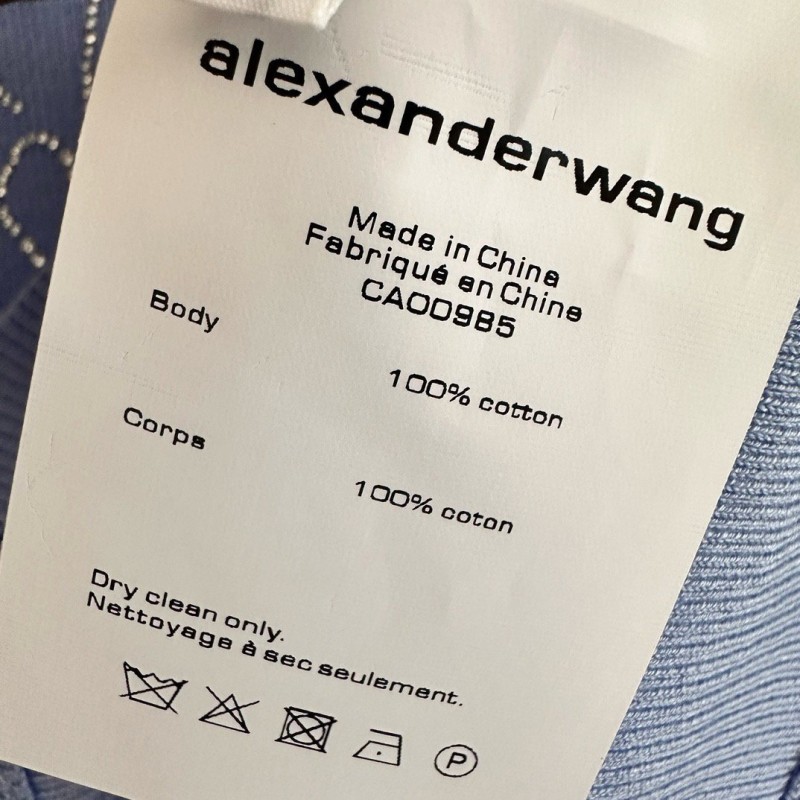 alexanderwang
Made in China
Fabriqué en Chine
CA00985
Body
100% cotton
Corps
100% coton
Dry clean only.
Nettoyage à sec seulement.
P